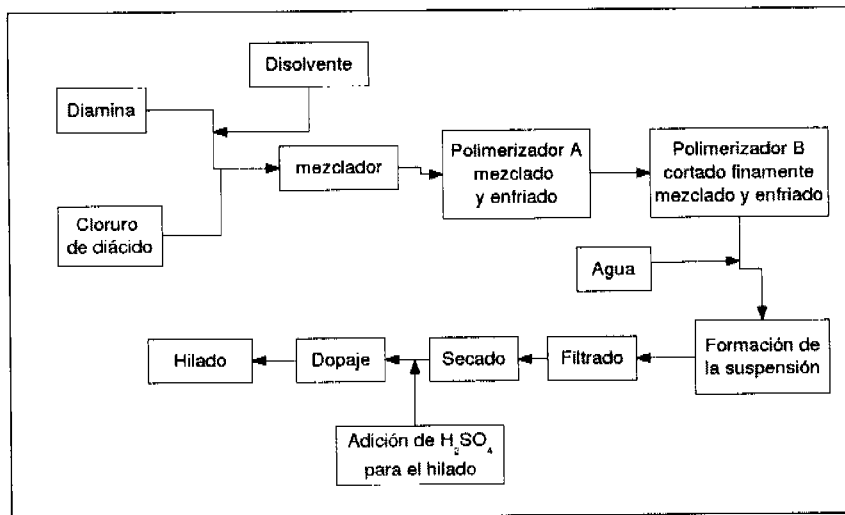 Disolvente
Diamina
mezclador
Polimerizador A
mezclado
y enfriado
Polimerizador B
cortado finamente
mezclado y enfriado
Cloruro
de diácido
Agua
Formación de
la suspensión
Filtrado
Secado
Dopaje
Hilado
Adición de H₂SO₄
para el hilado